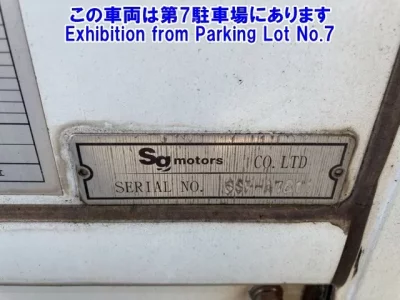 この車両は第7駐車場にあります
Exhibition from Parking Lot No.7
Sg motors CO. LTD
SERIAL NO.